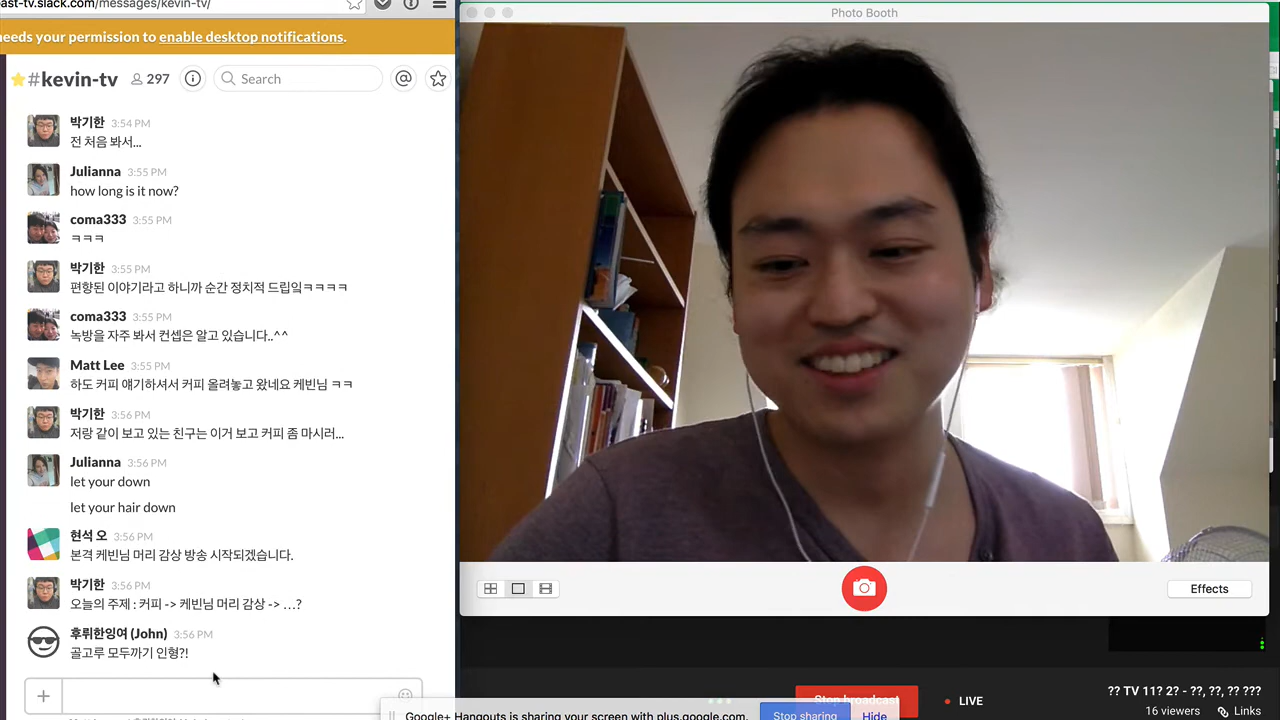 ast-tv.slack.com/messages/kevin-tv/
eeds your permission to enable desktop notifications.
#kevin-tv 297 Search
박기한 3:54 PM
전 처음 봐서...
Julianna 3:55 PM
how long is it now?
coma333 3:55 PM
ㅋㅋㅋ
박기한 3:55 PM
편향된 이야기라고 하니까 순간 정치적 드립잌ㅋㅋㅋㅋ
coma333 3:55 PM
녹방을 자주 봐서 컨셉은 알고 있습니다..^^
Matt Lee 3:55 PM
하도 커피 얘기하셔서 커피 올려놓고 왔네요 케빈님 ㅋㅋ
박기한 3:56 PM
저랑 같이 보고 있는 친구는 이거 보고 커피 좀 마시러...
Julianna 3:56 PM
let your down
let your hair down
현석 오 3:56 PM
본격 케빈님 머리 감상 방송 시작되겠습니다.
박기한 3:56 PM
오늘의 주제 : 커피 -> 케빈님 머리 감상 -> ...?
후뤼한잉여 (John) 3:56 PM
골고루 모두까기 인형?!
Photo Booth
Effects
Stop broadcast
LIVE
?? TV 11? 2? - ??, ??, ?? ???
16 viewers Links
Google+ Hangouts is sharing your screen with plus.google.com.
Stop sharing
Hide